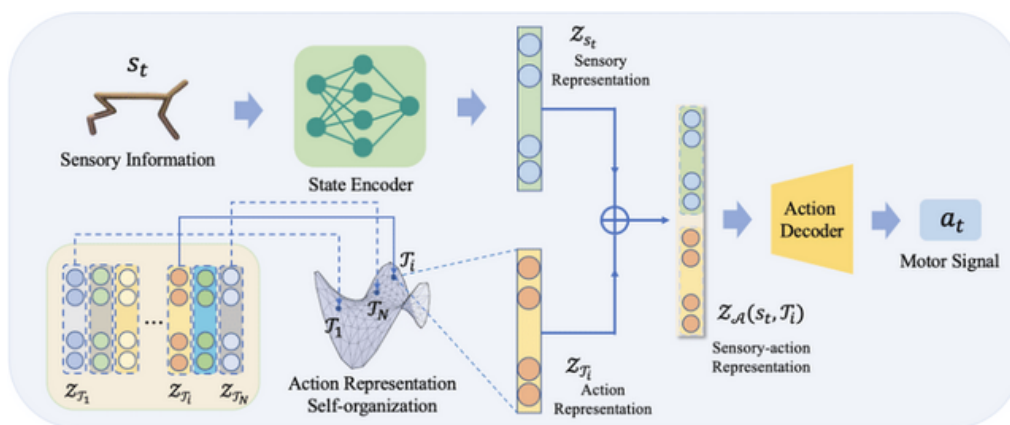 s_t
Sensory Information
State Encoder
𝒵_{s_t}
Sensory
Representation
Action
Decoder
a_t
Motor Signal
𝒵_𝒜(s_t, 𝒯_i)
Sensory-action
Representation
𝒯_i
𝒯_N
𝒯_1
...
𝒵_{𝒯_1}
𝒵_{𝒯_i}
𝒵_{𝒯_N}
Action Representation
Self-organization
𝒵_{𝒯_i}
Action
Representation